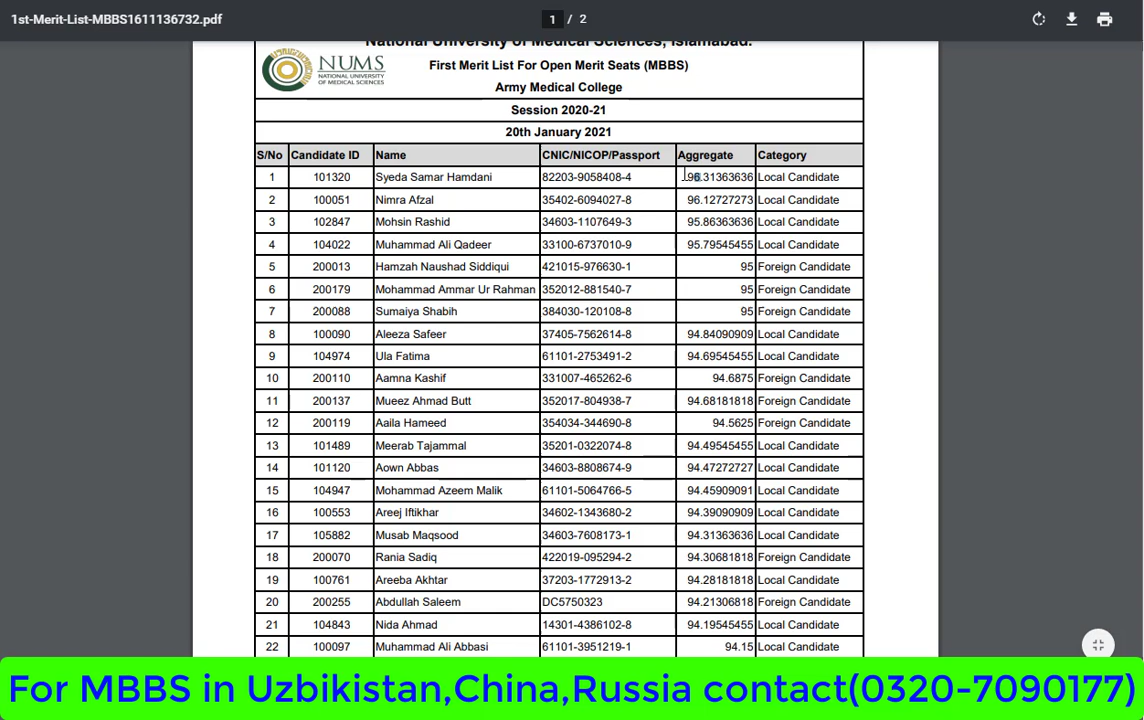 1st-Merit-List-MBBS1611136732.pdf 1 / 2
National University of Medical Sciences, Islamabad.
NUMS
NATIONAL UNIVERSITY
OF MEDICAL SCIENCES
First Merit List For Open Merit Seats (MBBS)
Army Medical College
Session 2020-21
20th January 2021
S/No Candidate ID Name CNIC/NICOP/Passport Aggregate Category
1 101320 Syeda Samar Hamdani 82203-9058408-4 96.31363636 Local Candidate
2 100051 Nimra Afzal 35402-6094027-8 96.12727273 Local Candidate
3 102847 Mohsin Rashid 34603-1107649-3 95.86363636 Local Candidate
4 104022 Muhammad Ali Qadeer 33100-6737010-9 95.79545455 Local Candidate
5 200013 Hamzah Naushad Siddiqui 421015-976630-1 95 Foreign Candidate
6 200179 Mohammad Ammar Ur Rahman 352012-881540-7 95 Foreign Candidate
7 200088 Sumaiya Shabih 384030-120108-8 95 Foreign Candidate
8 100090 Aleeza Safeer 37405-7562614-8 94.84090909 Local Candidate
9 104974 Ula Fatima 61101-2753491-2 94.69545455 Local Candidate
10 200110 Aamna Kashif 331007-465262-6 94.6875 Foreign Candidate
11 200137 Mueez Ahmad Butt 352017-804938-7 94.68181818 Foreign Candidate
12 200119 Aaila Hameed 354034-344690-8 94.5625 Foreign Candidate
13 101489 Meerab Tajammal 35201-0322074-8 94.49545455 Local Candidate
14 101120 Aown Abbas 34603-8808674-9 94.47272727 Local Candidate
15 104947 Mohammad Azeem Malik 61101-5064766-5 94.45909091 Local Candidate
16 100553 Areej Iftikhar 34602-1343680-2 94.39090909 Local Candidate
17 105882 Musab Maqsood 34603-7608173-1 94.31363636 Local Candidate
18 200070 Rania Sadiq 422019-095294-2 94.30681818 Foreign Candidate
19 100761 Areeba Akhtar 37203-1772913-2 94.28181818 Local Candidate
20 200255 Abdullah Saleem DC5750323 94.21306818 Foreign Candidate
21 104843 Nida Ahmad 14301-4386102-8 94.19545455 Local Candidate
22 100097 Muhammad Ali Abbasi 61101-3951219-1 94.15 Local Candidate
For MBBS in Uzbikistan,China,Russia contact(0320-7090177)